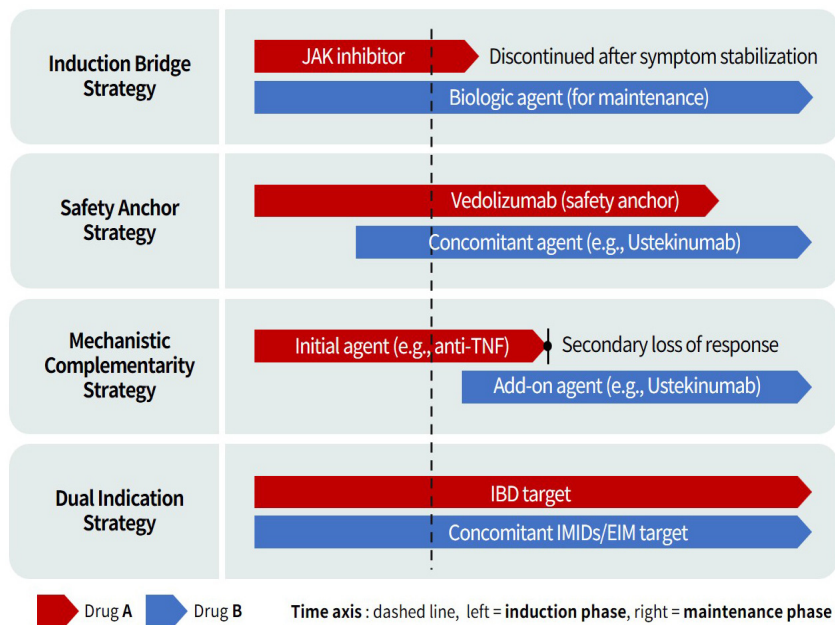 Induction Bridge
Strategy
JAK inhibitor
Discontinued after symptom stabilization
Biologic agent (for maintenance)
Safety Anchor
Strategy
Vedolizumab (safety anchor)
Concomitant agent (e.g., Ustekinumab)
Mechanistic
Complementarity
Strategy
Initial agent (e.g., anti-TNF)
Secondary loss of response
Add-on agent (e.g., Ustekinumab)
Dual Indication
Strategy
IBD target
Concomitant IMIDs/EIM target
Drug A
Drug B
Time axis : dashed line, left = induction phase, right = maintenance phase